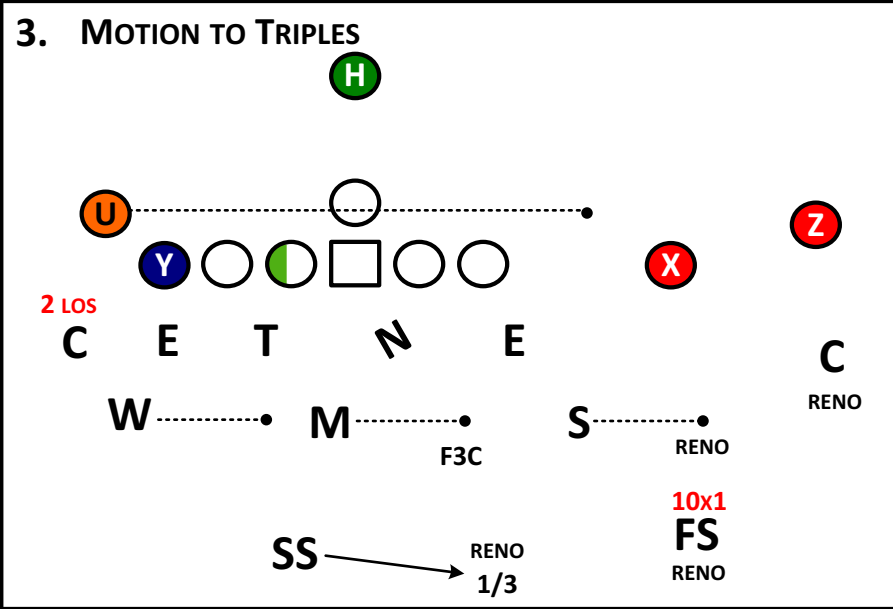 3. MOTION TO TRIPLES
H
U
Z
Y
X
2 LOS
C E T N E
C
RENO
W M S
F3C
RENO
10X1
SS
FS
RENO
1/3
RENO